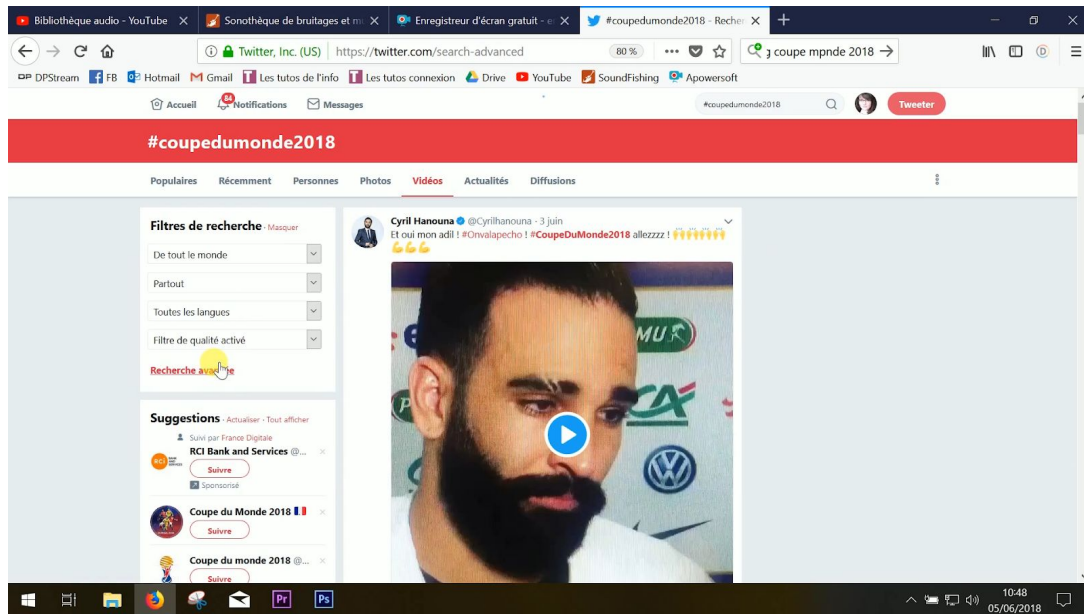 Bibliothèque audio - YouTube
Sonothèque de bruitages et mu
Enregistreur d'écran gratuit - e
#coupedumonde2018 - Recher
Twitter, Inc. (US) https://twitter.com/search-advanced 80 %
coupe mpnde 2018
DPStream FB Hotmail Gmail Les tutos de l'info Les tutos connexion Drive YouTube SoundFishing Apowersoft
Accueil 84 Notifications Messages #coupedumonde2018 Tweeter
#coupedumonde2018
Populaires Récemment Personnes Photos Vidéos Actualités Diffusions
Filtres de recherche · Masquer
De tout le monde
Partout
Toutes les langues
Filtre de qualité activé
Recherche avancée
Suggestions · Actualiser · Tout afficher
Suivi par France Digitale
RCI Bank and Services @...
Suivre
Sponsorisé
Coupe du Monde 2018
Suivre
Coupe du monde 2018 @...
Suivre
Cyril Hanouna @Cyrilhanouna · 3 juin
Et oui mon adil ! #Onvalapecho ! #CoupeDuMonde2018 allezzzz !
Pr Ps
10:48
05/06/2018